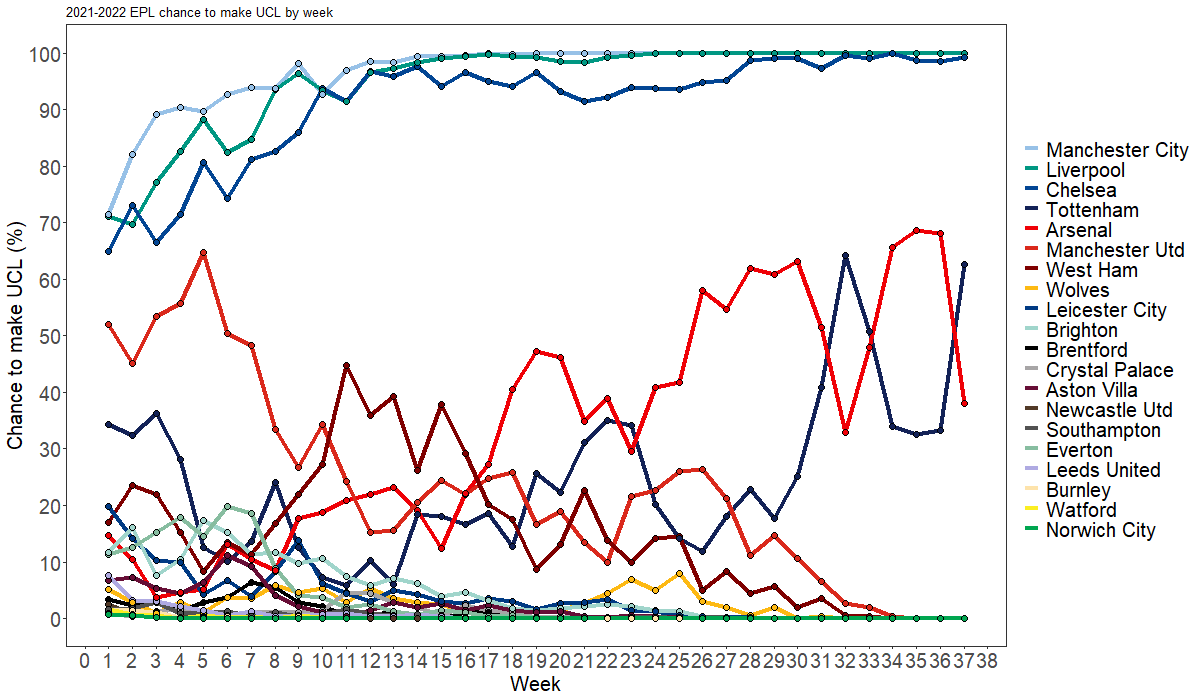 2021-2022 EPL chance to make UCL by week
Chance to make UCL (%)
100
90
80
70
60
50
40
30
20
10
0
0 1 2 3 4 5 6 7 8 9 10 11 12 13 14 15 16 17 18 19 20 21 22 23 24 25 26 27 28 29 30 31 32 33 34 35 36 37 38
Week
Manchester City
Liverpool
Chelsea
Tottenham
Arsenal
Manchester Utd
West Ham
Wolves
Leicester City
Brighton
Brentford
Crystal Palace
Aston Villa
Newcastle Utd
Southampton
Everton
Leeds United
Burnley
Watford
Norwich City